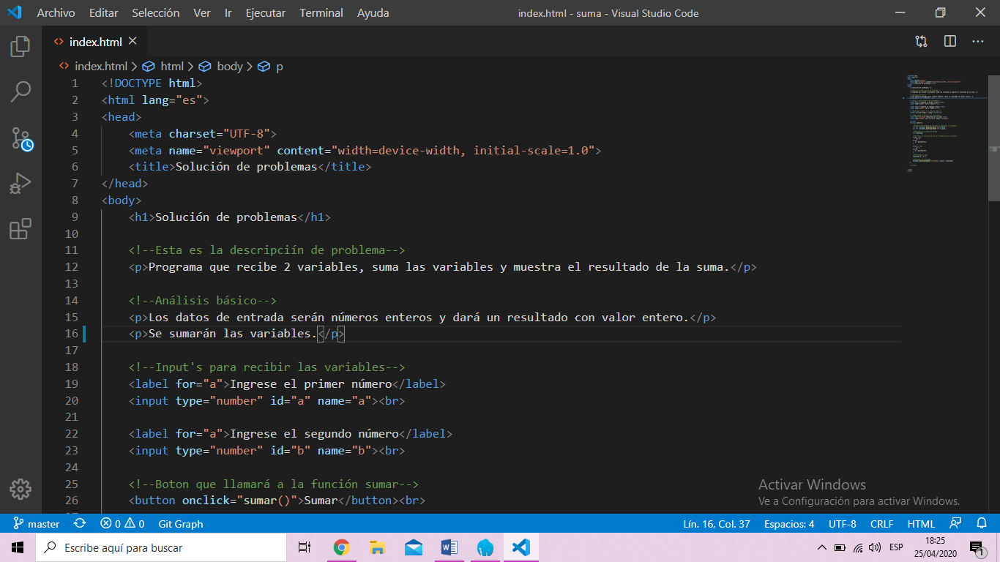 Archivo Editar Selección Ver Ir Ejecutar Terminal Ayuda index.html - suma - Visual Studio Code
index.html
index.html > html > body > p
1 <!DOCTYPE html>
2 <html lang="es">
3 <head>
4 <meta charset="UTF-8">
5 <meta name="viewport" content="width=device-width, initial-scale=1.0">
6 <title>Solución de problemas</title>
7 </head>
8 <body>
9 <h1>Solución de problemas</h1>
10
11 <!--Esta es la descripciín de problema-->
12 <p>Programa que recibe 2 variables, suma las variables y muestra el resultado de la suma.</p>
13
14 <!--Análisis básico-->
15 <p>Los datos de entrada serán números enteros y dará un resultado con valor entero.</p>
16 <p>Se sumarán las variables.</p>
17
18 <!--Input's para recibir las variables-->
19 <label for="a">Ingrese el primer número</label>
20 <input type="number" id="a" name="a"><br>
21
22 <label for="a">Ingrese el segundo número</label>
23 <input type="number" id="b" name="b"><br>
24
25 <!--Boton que llamará a la función sumar-->
26 <button onclick="sumar()">Sumar</button><br>
Activar Windows
Ve a Configuración para activar Windows.
master 0 0 Git Graph Lín. 16, Col. 37 Espacios: 4 UTF-8 CRLF HTML
Escribe aquí para buscar ESP 18:25
25/04/2020 1